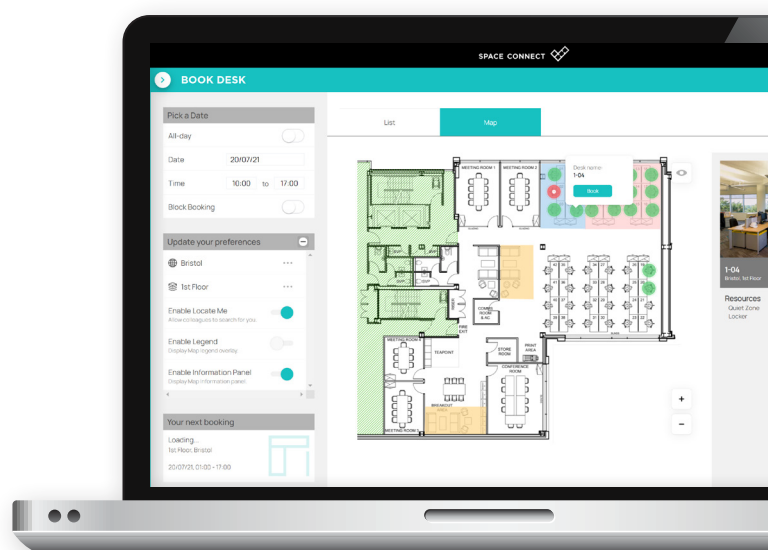 SPACE CONNECT
BOOK DESK
Pick a Date
All-day
Date 20/07/21
Time 10:00 to 17:00
Block Booking
Update your preferences
Bristol
1st Floor
Enable Locate Me
Allow colleagues to search for you.
Enable Legend
Display Map legend overlay
Enable Information Panel
Display Map information panel
Your next booking
Loading...
1st Floor, Bristol
20/07/21, 01:00 - 17:00
List
Map
MEETING ROOM 1
MEETING ROOM 2
Desk name:
1-04
Book
COMMS
ROOM
& AC
RISER
FIRE
EXIT
TEAPOINT
STORE
ROOM
PRINT
AREA
CONFERENCE
ROOM
BREAKOUT
MEETING ROOM 3
1-04
Bristol, 1st Floor
Resources
Quiet Zone
Locker